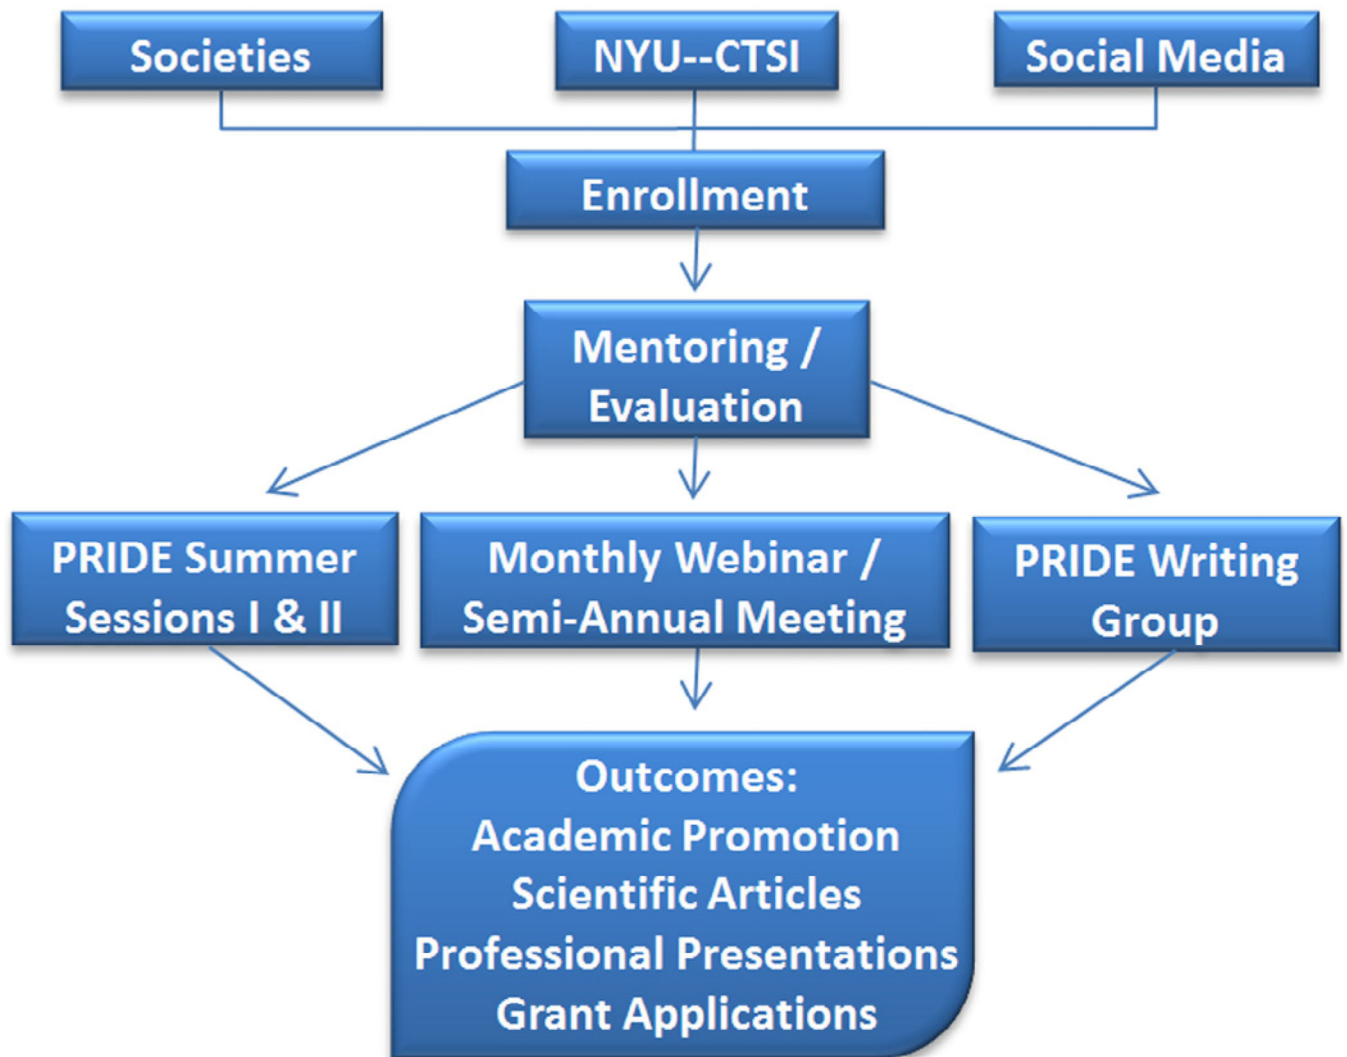 Societies
NYU--CTSI
Social Media
Enrollment
Mentoring /
Evaluation
PRIDE Summer
Sessions I & II
Monthly Webinar /
Semi-Annual Meeting
PRIDE Writing
Group
Outcomes:
Academic Promotion
Scientific Articles
Professional Presentations
Grant Applications